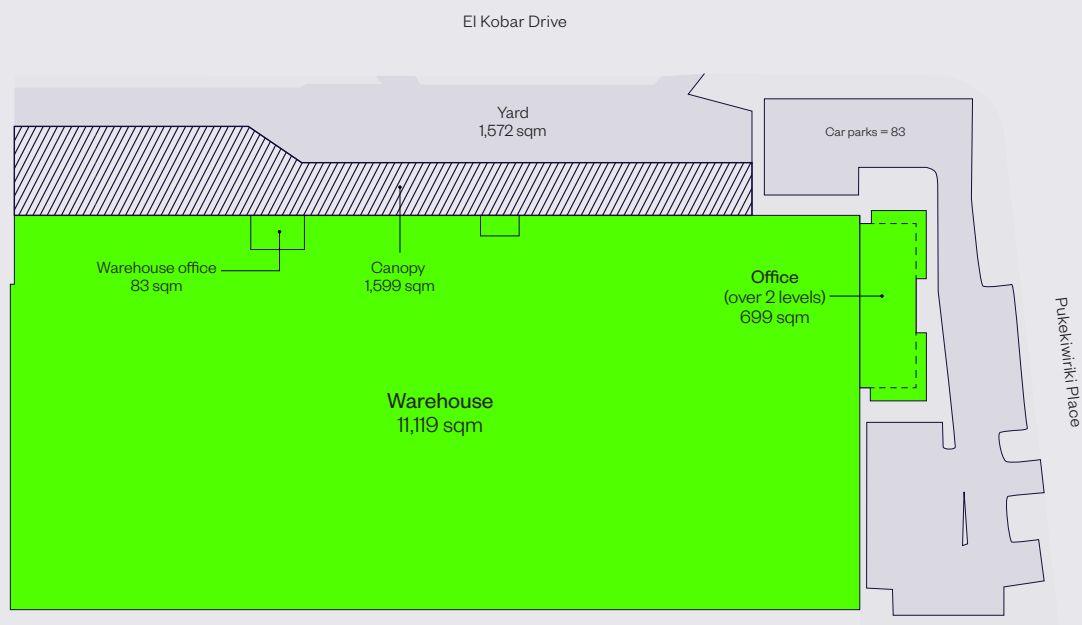 El Kobar Drive
Yard
1,572 sqm
Car parks = 83
Warehouse office
83 sqm
Canopy
1,599 sqm
Office
(over 2 levels)
699 sqm
Pukekiwiriki Place
Warehouse
11,119 sqm